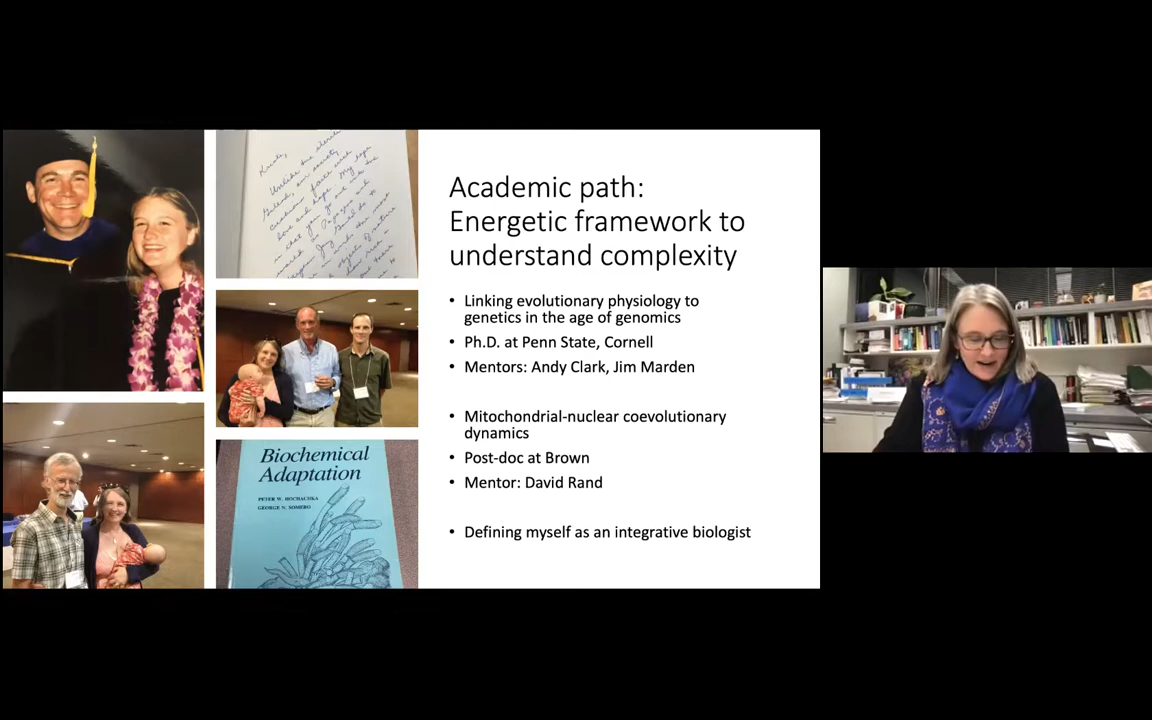 Academic path:
Energetic framework to
understand complexity
• Linking evolutionary physiology to
genetics in the age of genomics
• Ph.D. at Penn State, Cornell
• Mentors: Andy Clark, Jim Marden
• Mitochondrial-nuclear coevolutionary
dynamics
• Post-doc at Brown
• Mentor: David Rand
• Defining myself as an integrative biologist
Biochemical
Adaptation
PETER W. HOCHACHKA
GEORGE N. SOMERO